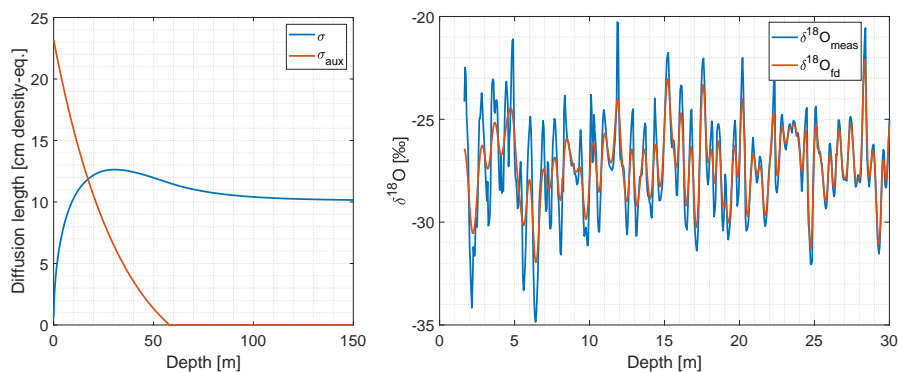 25
20
15
10
5
0
0
50
100
150
Depth [m]
Diffusion length [cm density-eq.]
σ
σaux
-20
-25
-30
-35
0
5
10
15
20
25
30
Depth [m]
δ18O [‰]
δ18Omeas
δ18Ofd